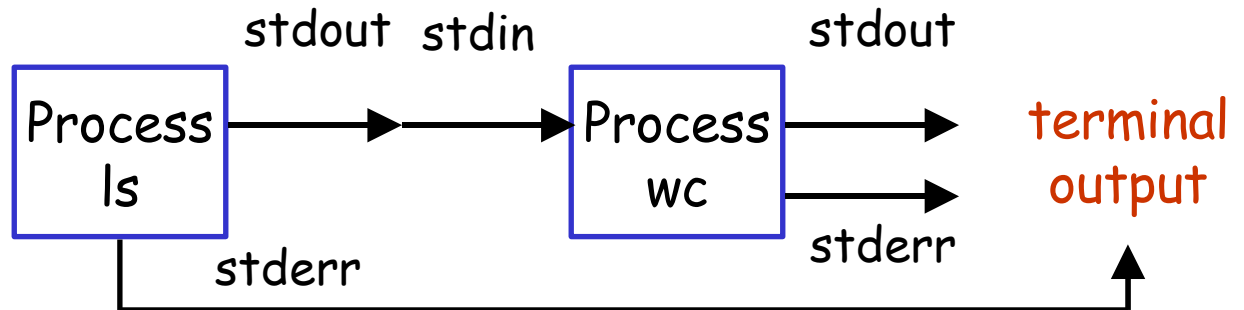 stdout stdin stdout
Process
ls
Process
wc
terminal
output
stderr
stderr